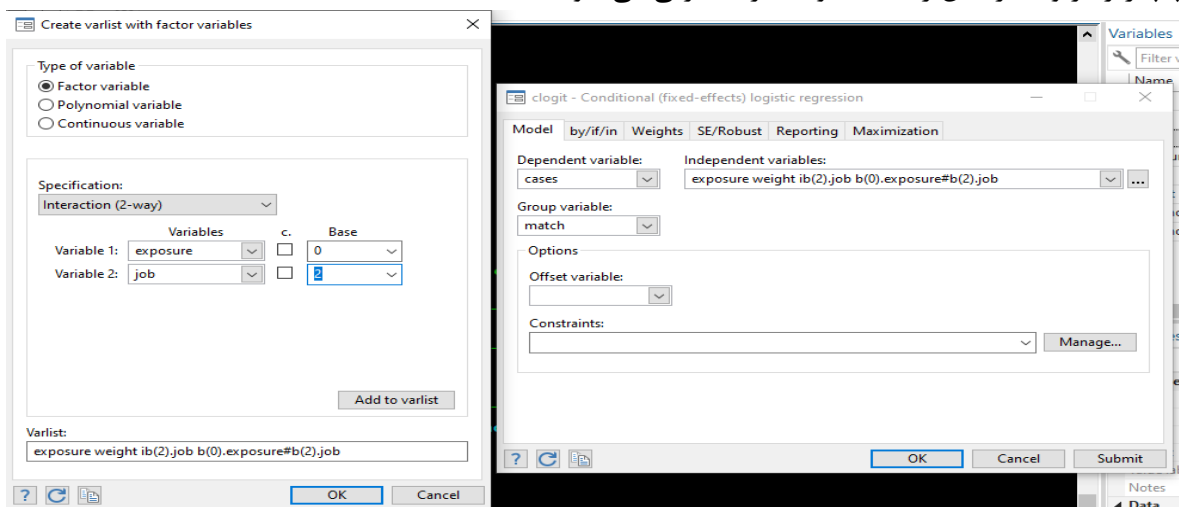 Create varlist with factor variables
Type of variable
Factor variable
Polynomial variable
Continuous variable
Specification:
Interaction (2-way)
Variables c. Base
Variable 1: exposure 0
Variable 2: job 2
Add to varlist
Varlist:
exposure weight ib(2).job b(0).exposure#b(2).job
? OK Cancel
clogit - Conditional (fixed-effects) logistic regression
Model by/if/in Weights SE/Robust Reporting Maximization
Dependent variable: Independent variables:
cases exposure weight ib(2).job b(0).exposure#b(2).job ...
Group variable:
match
Options
Offset variable:
Constraints:
Manage...
? OK Cancel Submit
Variables
Filter
Name
Notes
Data